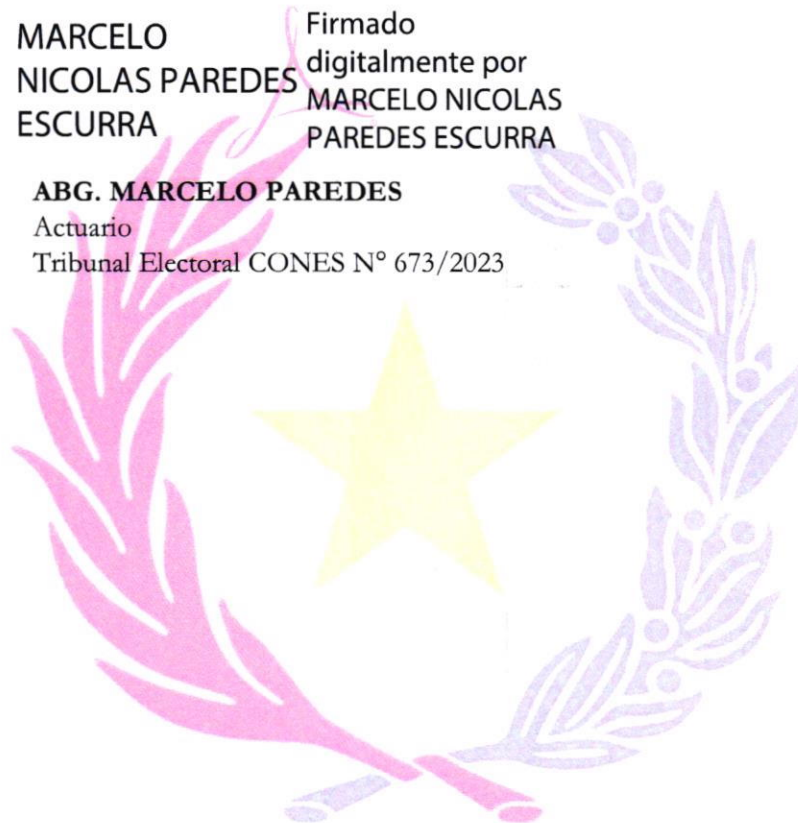 MARCELO
NICOLAS PAREDES
ESCURRA
Firmado
digitalmente por
MARCELO NICOLAS
PAREDES ESCURRA
ABG. MARCELO PAREDES
Actuario
Tribunal Electoral CONES N° 673/2023